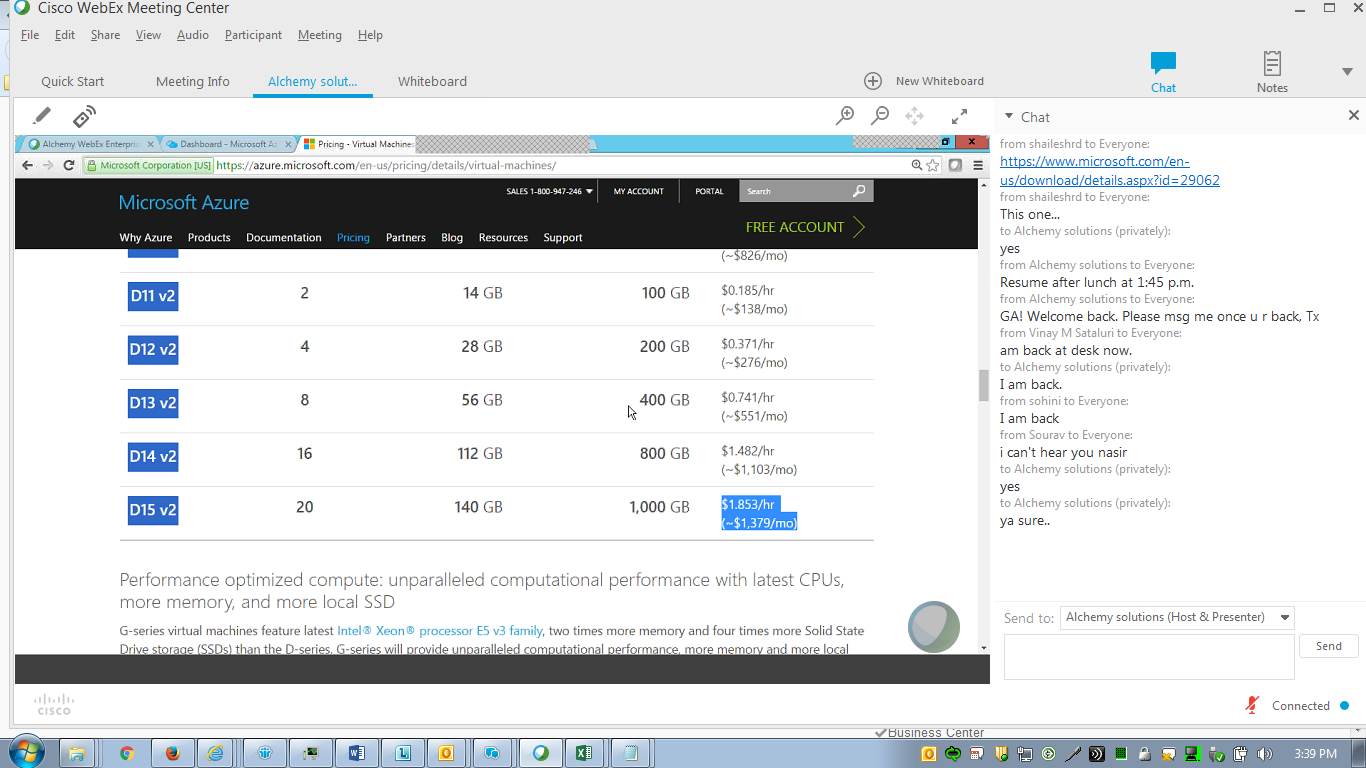 Cisco WebEx Meeting Center
File Edit Share View Audio Participant Meeting Help
Quick Start Meeting Info Alchemy solut... Whiteboard New Whiteboard Chat Notes
Alchemy WebEx Enterpris Dashboard - Microsoft Az Pricing - Virtual Machine:
Microsoft Corporation [US] https://azure.microsoft.com/en-us/pricing/details/virtual-machines/
SALES 1-800-947-246 MY ACCOUNT PORTAL Search
Microsoft Azure
FREE ACCOUNT
Why Azure Products Documentation Pricing Partners Blog Resources Support
(~$826/mo)
D11 v2 2 14 GB 100 GB $0.185/hr
(~$138/mo)
D12 v2 4 28 GB 200 GB $0.371/hr
(~$276/mo)
D13 v2 8 56 GB 400 GB $0.741/hr
(~$551/mo)
D14 v2 16 112 GB 800 GB $1.482/hr
(~$1,103/mo)
D15 v2 20 140 GB 1,000 GB $1.853/hr
(~$1,379/mo)
Performance optimized compute: unparalleled computational performance with latest CPUs,
more memory, and more local SSD
G-series virtual machines feature latest Intel® Xeon® processor E5 v3 family, two times more memory and four times more Solid State
Drive storage (SSDs) than the D-series. G-series will provide unparalleled computational performance, more memory and more local
Chat
from shaileshrd to Everyone:
https://www.microsoft.com/en-
us/download/details.aspx?id=29062
from shaileshrd to Everyone:
This one...
to Alchemy solutions (privately):
yes
from Alchemy solutions to Everyone:
Resume after lunch at 1:45 p.m.
from Alchemy solutions to Everyone:
GA! Welcome back. Please msg me once u r back, Tx
from Vinay M Sataluri to Everyone:
am back at desk now.
to Alchemy solutions (privately):
I am back.
from sohini to Everyone:
I am back
from Sourav to Everyone:
i can't hear you nasir
to Alchemy solutions (privately):
yes
to Alchemy solutions (privately):
ya sure..
Send to: Alchemy solutions (Host & Presenter)
Send
CISCO
Connected
Business Center
3:39 PM